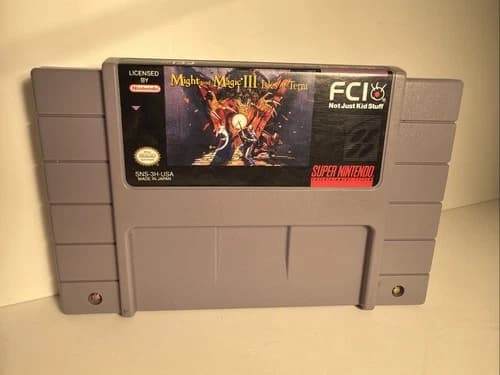 LICENSED
BY
Nintendo
Might and Magic III Isles of Terra
FCI
Not Just Kid Stuff
SNS-3H-USA
MADE IN JAPAN
SUPER NINTENDO